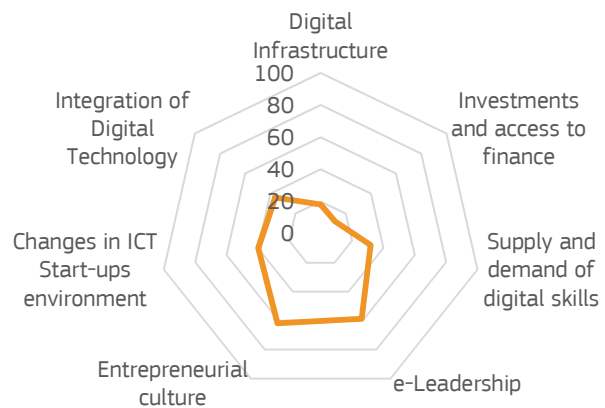 Digital
Infrastructure
100
80
60
40
20
0
Investments
and access to
finance
Supply and
demand of
digital skills
e-Leadership
Entrepreneurial
culture
Changes in ICT
Start-ups
environment
Integration of
Digital
Technology